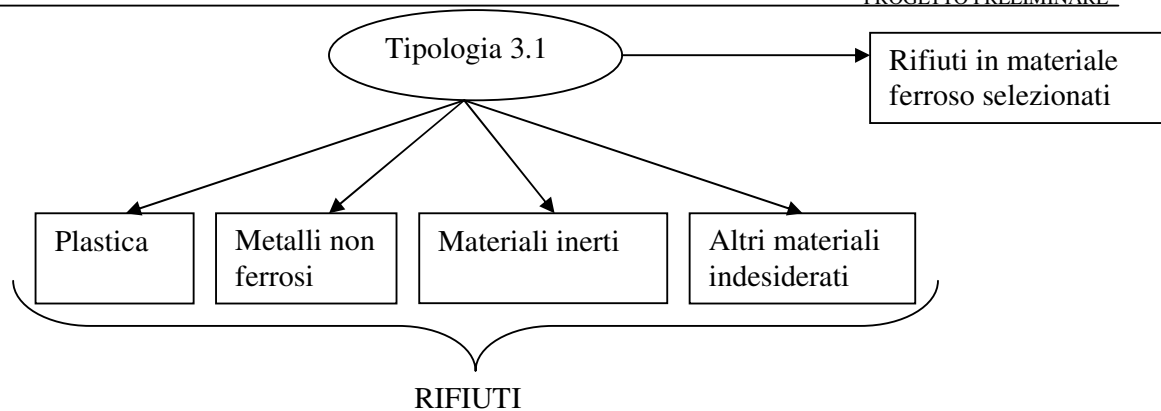 PROGETTO PRELIMINARE
Tipologia 3.1
Rifiuti in materiale
ferroso selezionati
Plastica
Metalli non
ferrosi
Materiali inerti
Altri materiali
indesiderati
RIFIUTI